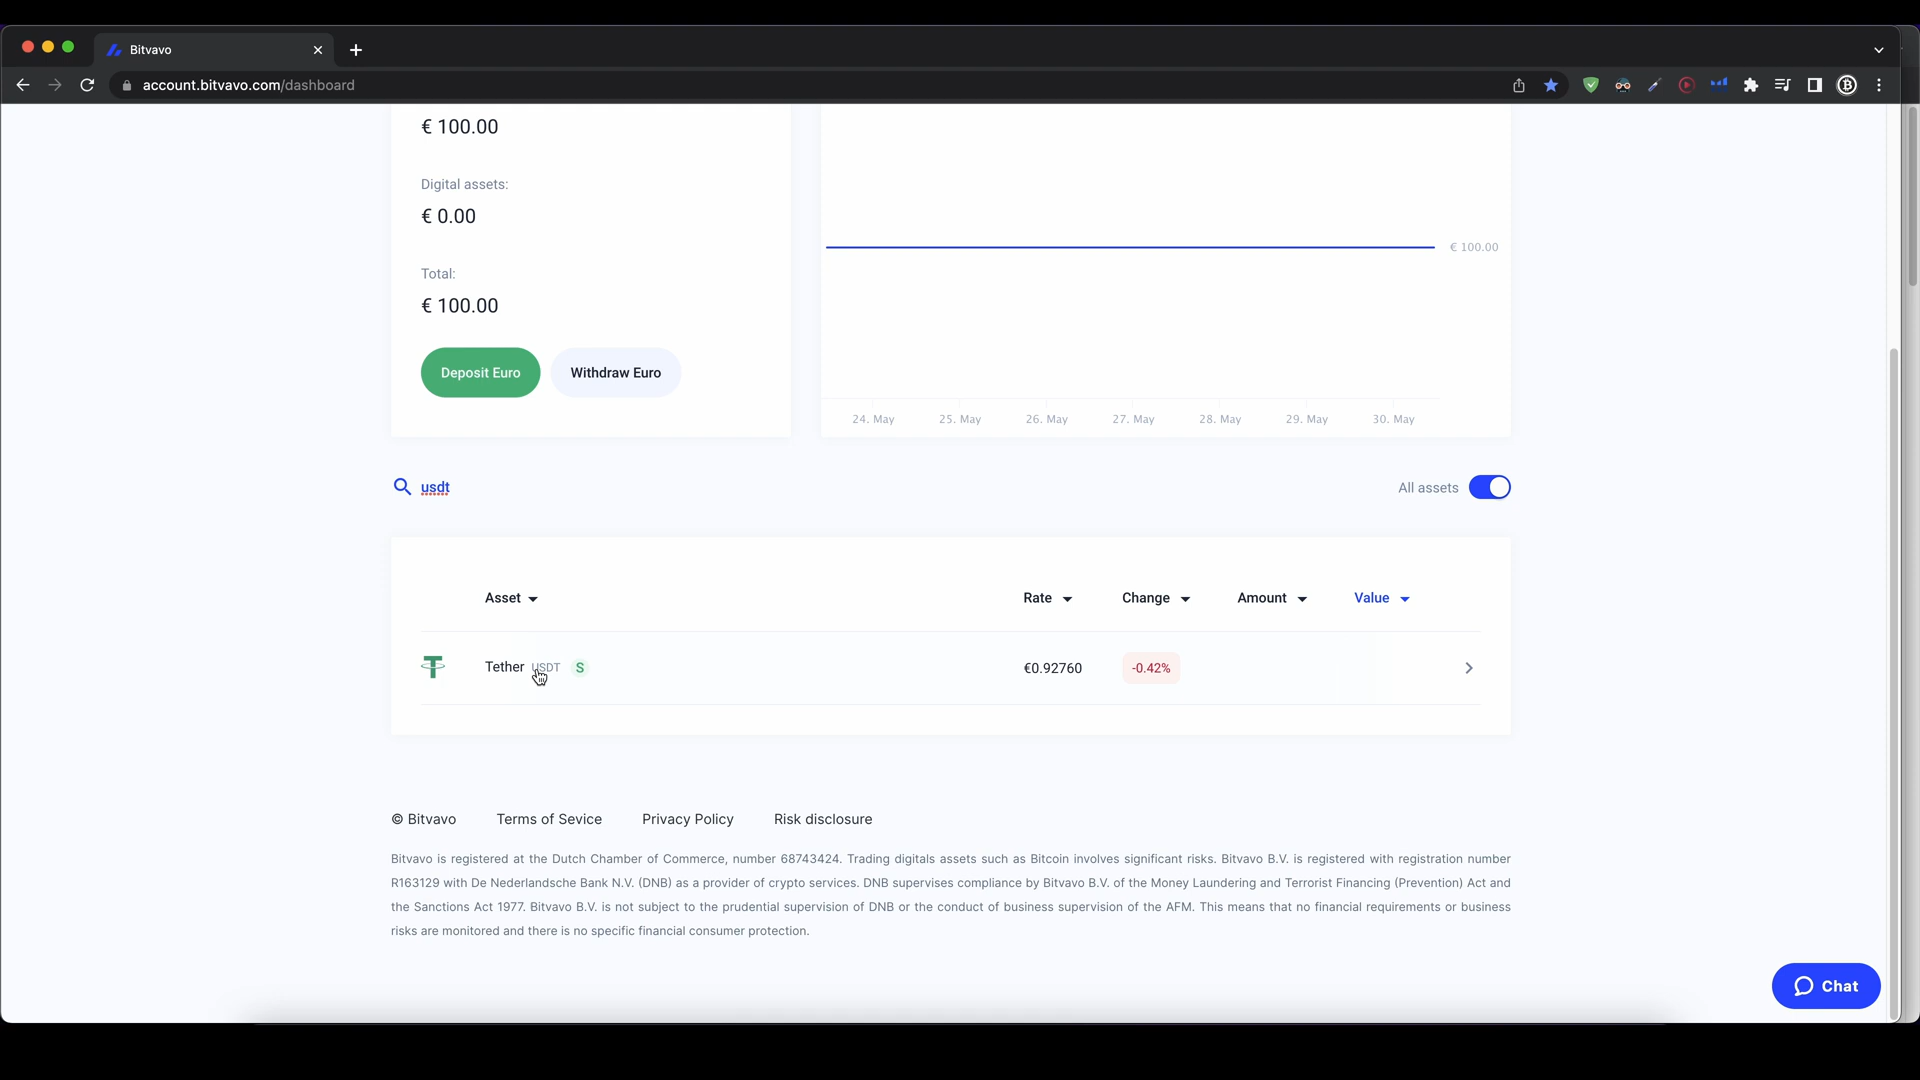 Bitvavo
account.bitvavo.com/dashboard
€ 100.00
Digital assets:
€ 0.00
Total:
€ 100.00
Deposit Euro
Withdraw Euro
€ 100.00
24. May 25. May 26. May 27. May 28. May 29. May 30. May
usdt
All assets
Asset Rate Change Amount Value
Tether USDT S €0.92760 -0.42%
© Bitvavo Terms of Sevice Privacy Policy Risk disclosure
Bitvavo is registered at the Dutch Chamber of Commerce, number 68743424. Trading digitals assets such as Bitcoin involves significant risks. Bitvavo B.V. is registered with registration number
R163129 with De Nederlandsche Bank N.V. (DNB) as a provider of crypto services. DNB supervises compliance by Bitvavo B.V. of the Money Laundering and Terrorist Financing (Prevention) Act and
the Sanctions Act 1977. Bitvavo B.V. is not subject to the prudential supervision of DNB or the conduct of business supervision of the AFM. This means that no financial requirements or business
risks are monitored and there is no specific financial consumer protection.
Chat